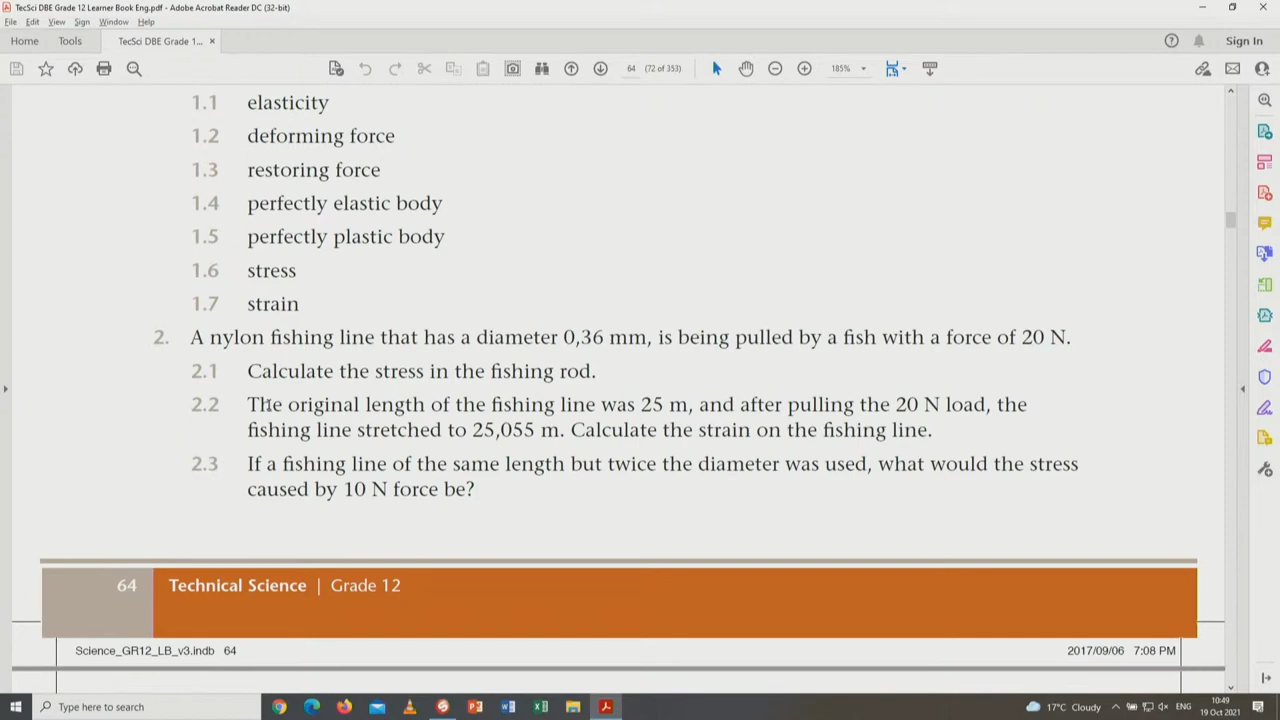 TecSci DBE Grade 12 Learner Book Eng.pdf - Adobe Acrobat Reader DC (32-bit)
File Edit View Sign Window Help
Home Tools TecSci DBE Grade 1... × Sign In
64 (72 of 353) 185%
1.1 elasticity
1.2 deforming force
1.3 restoring force
1.4 perfectly elastic body
1.5 perfectly plastic body
1.6 stress
1.7 strain
2. A nylon fishing line that has a diameter 0,36 mm, is being pulled by a fish with a force of 20 N.
2.1 Calculate the stress in the fishing rod.
2.2 The original length of the fishing line was 25 m, and after pulling the 20 N load, the
fishing line stretched to 25,055 m. Calculate the strain on the fishing line.
2.3 If a fishing line of the same length but twice the diameter was used, what would the stress
caused by 10 N force be?
64 Technical Science | Grade 12
Science_GR12_LB_v3.indb 64 2017/09/06 7:08 PM
Type here to search 17°C Cloudy ENG 10:49
19 Oct 2021